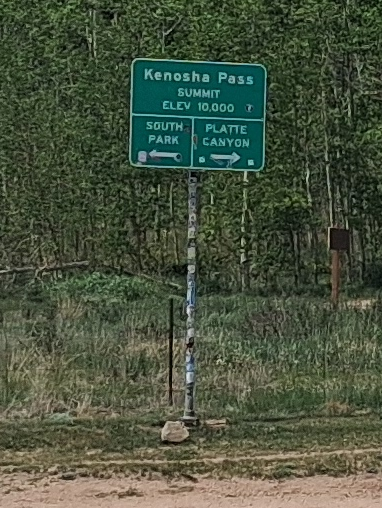 Kenosha Pass
SUMMIT
ELEV 10,000
SOUTH
PARK
PLATTE
CANYON